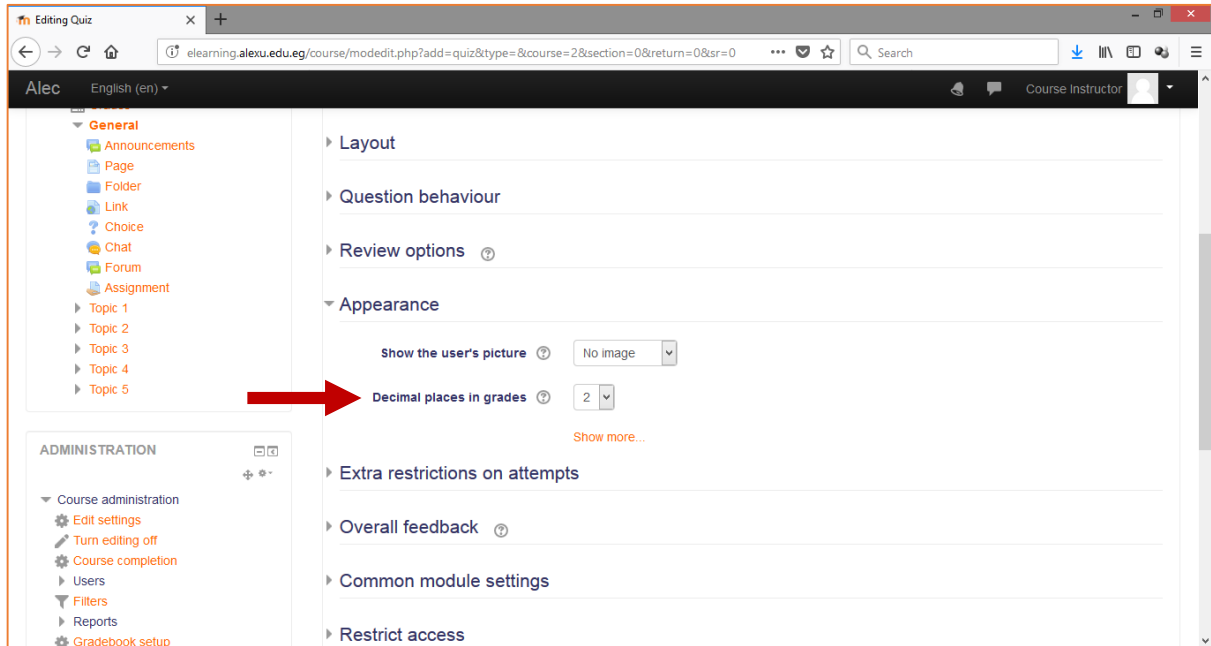 Editing Quiz
elearning.alexu.edu.eg/course/modedit.php?add=quiz&type=&course=2&section=0&return=0&sr=0
Search
Alec
English (en)
Course Instructor
Grades
General
Announcements
Page
Folder
Link
Choice
Chat
Forum
Assignment
Topic 1
Topic 2
Topic 3
Topic 4
Topic 5
ADMINISTRATION
Course administration
Edit settings
Turn editing off
Course completion
Users
Filters
Reports
Gradebook setup
Layout
Question behaviour
Review options
Appearance
Show the user's picture
No image
Decimal places in grades
2
Show more...
Extra restrictions on attempts
Overall feedback
Common module settings
Restrict access